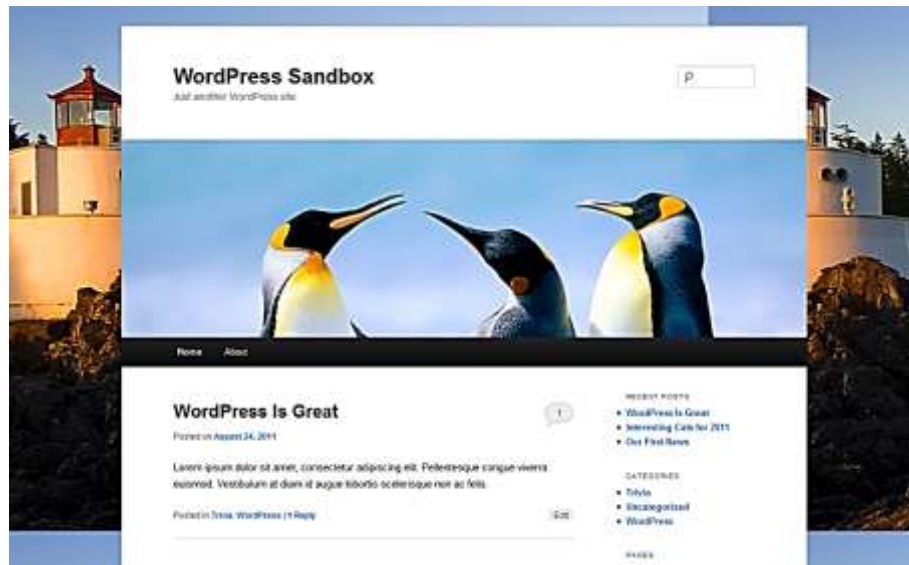 WordPress Sandbox
Just another WordPress site
Home About
WordPress Is Great
1
Posted on August 24, 2011
Lorem ipsum dolor sit amet, consectetur adipiscing elit. Pellentesque congue viverra
euismod. Vestibulum at diam id augue lobortis scelerisque non ac felis.
Posted in Trivia, WordPress | 1 Reply
Edit
RECENT POSTS
WordPress Is Great
Interesting Cats for 2011
Our First News
CATEGORIES
Trivia
Uncategorized
WordPress
PAGES